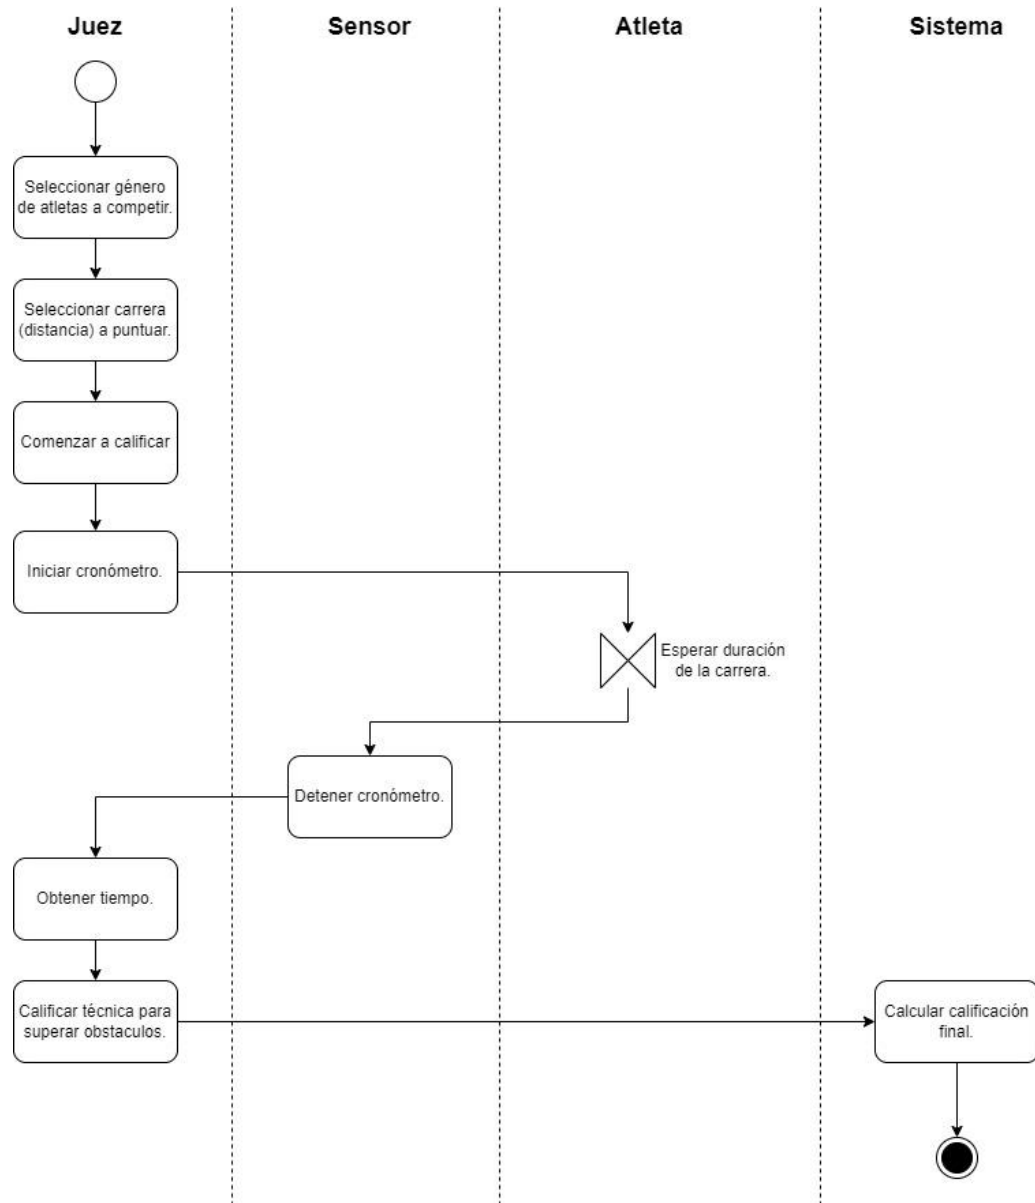 Juez
Sensor
Atleta
Sistema
Seleccionar género
de atletas a competir.
Seleccionar carrera
(distancia) a puntuar.
Comenzar a calificar
Iniciar cronómetro.
Esperar duración
de la carrera.
Detener cronómetro.
Obtener tiempo.
Calificar técnica para
superar obstaculos.
Calcular calificación
final.